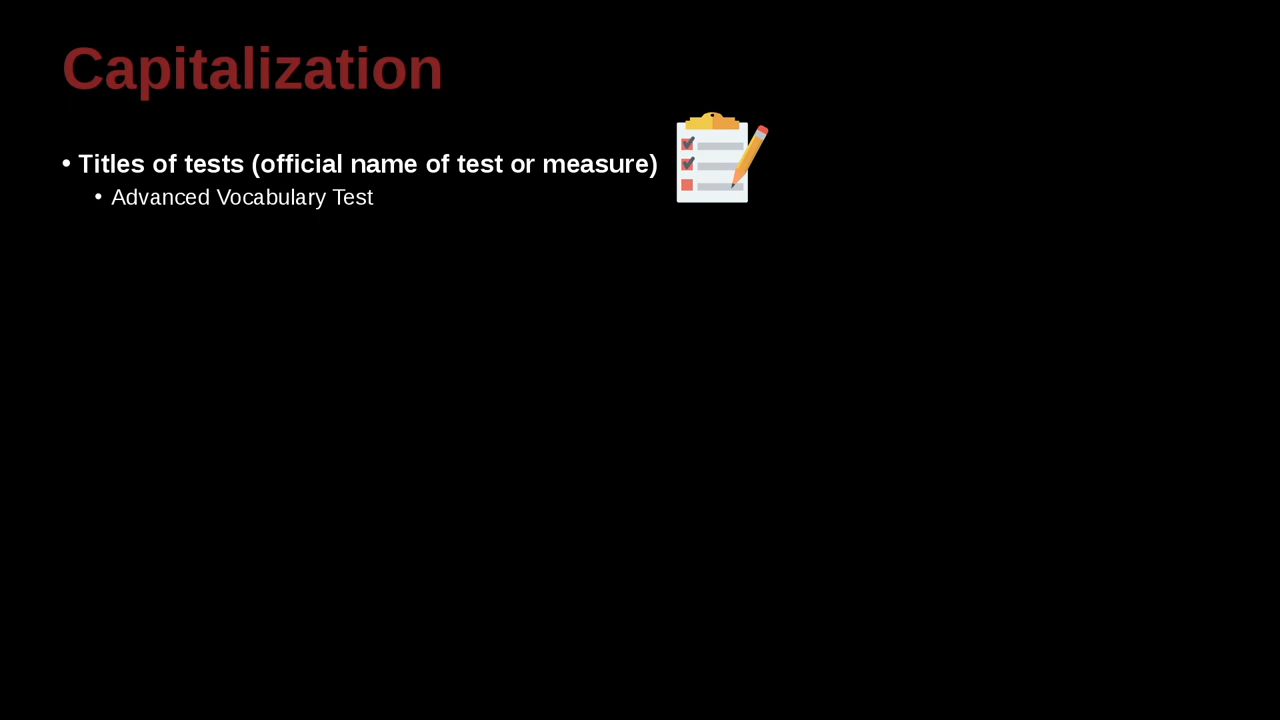 Capitalization
• Titles of tests (official name of test or measure)
• Advanced Vocabulary Test